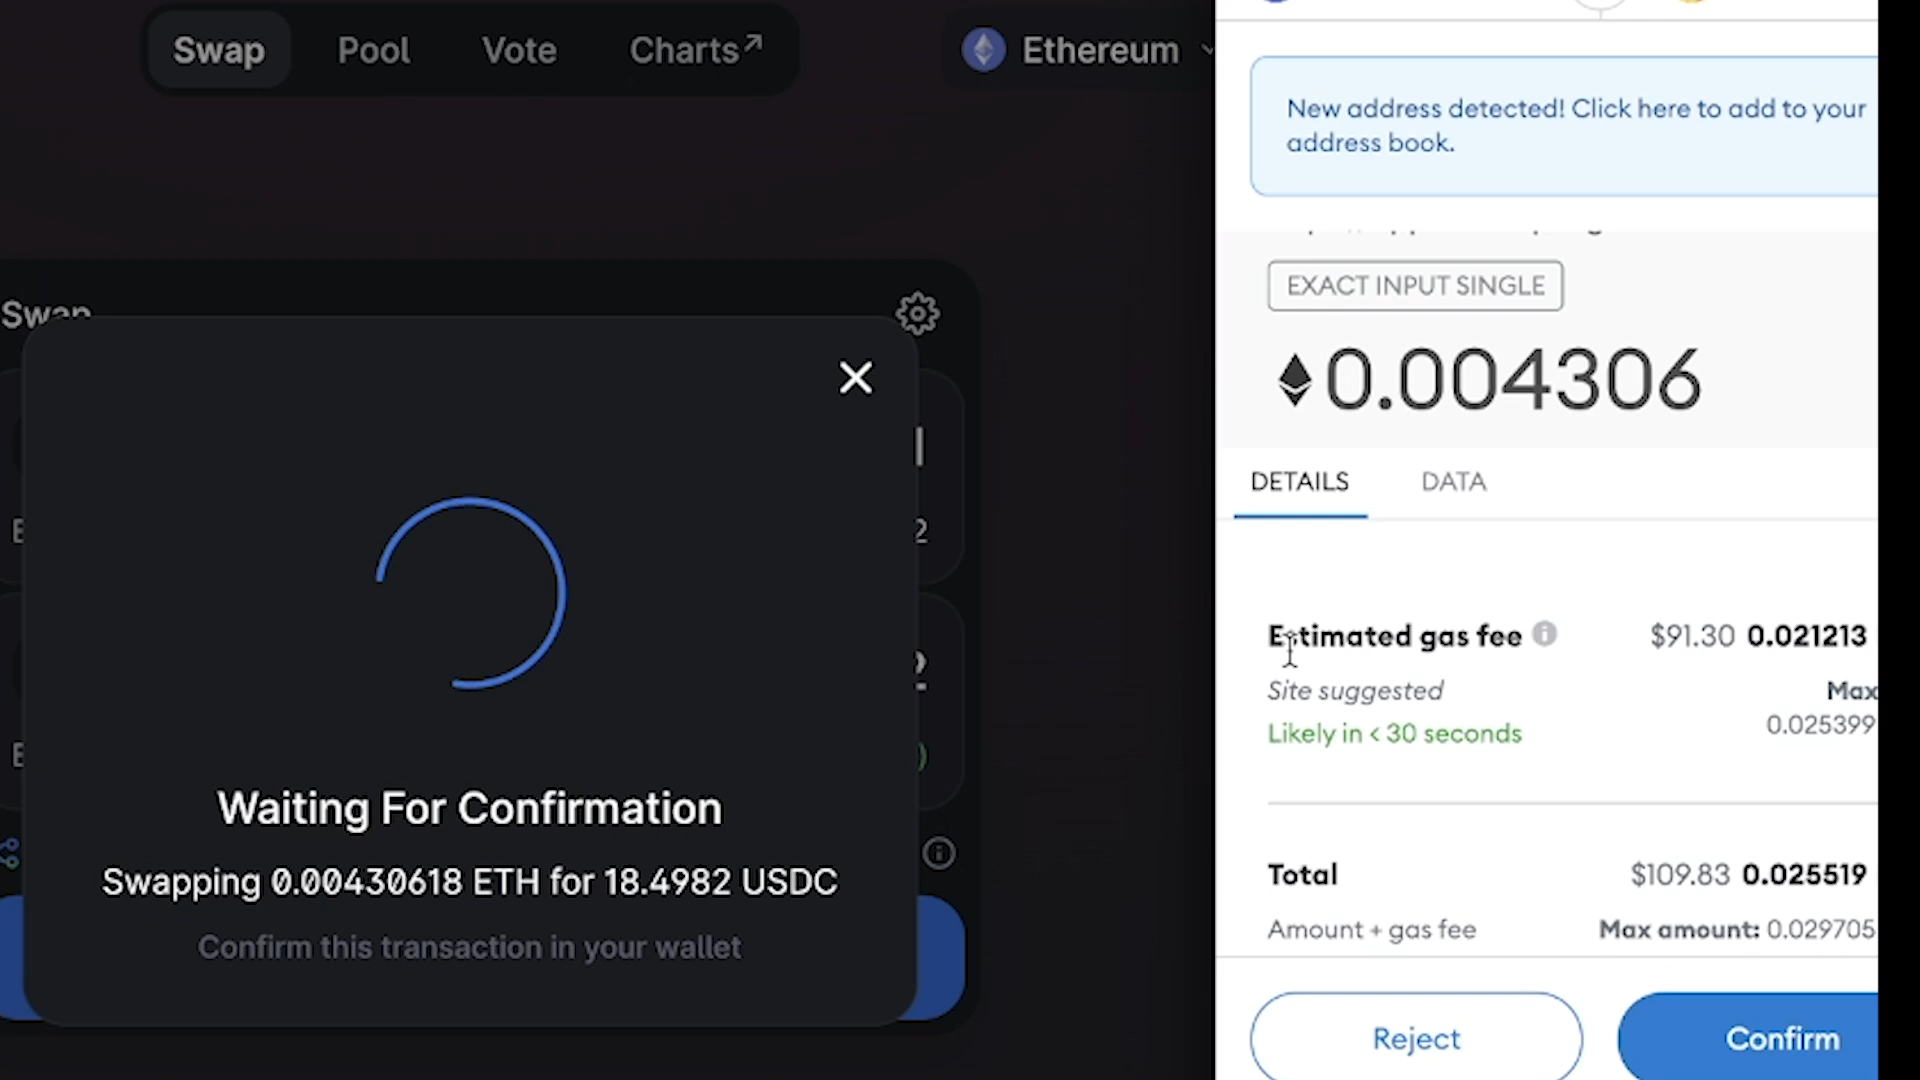 Swap Pool Vote Charts↗ Ethereum
Swap
Waiting For Confirmation
Swapping 0.00430618 ETH for 18.4982 USDC
Confirm this transaction in your wallet
New address detected! Click here to add to your
address book.
EXACT INPUT SINGLE
0.004306
DETAILS DATA
Estimated gas fee $91.30 0.021213
Site suggested Max
Likely in < 30 seconds 0.025399
Total $109.83 0.025519
Amount + gas fee Max amount: 0.029705
Reject Confirm